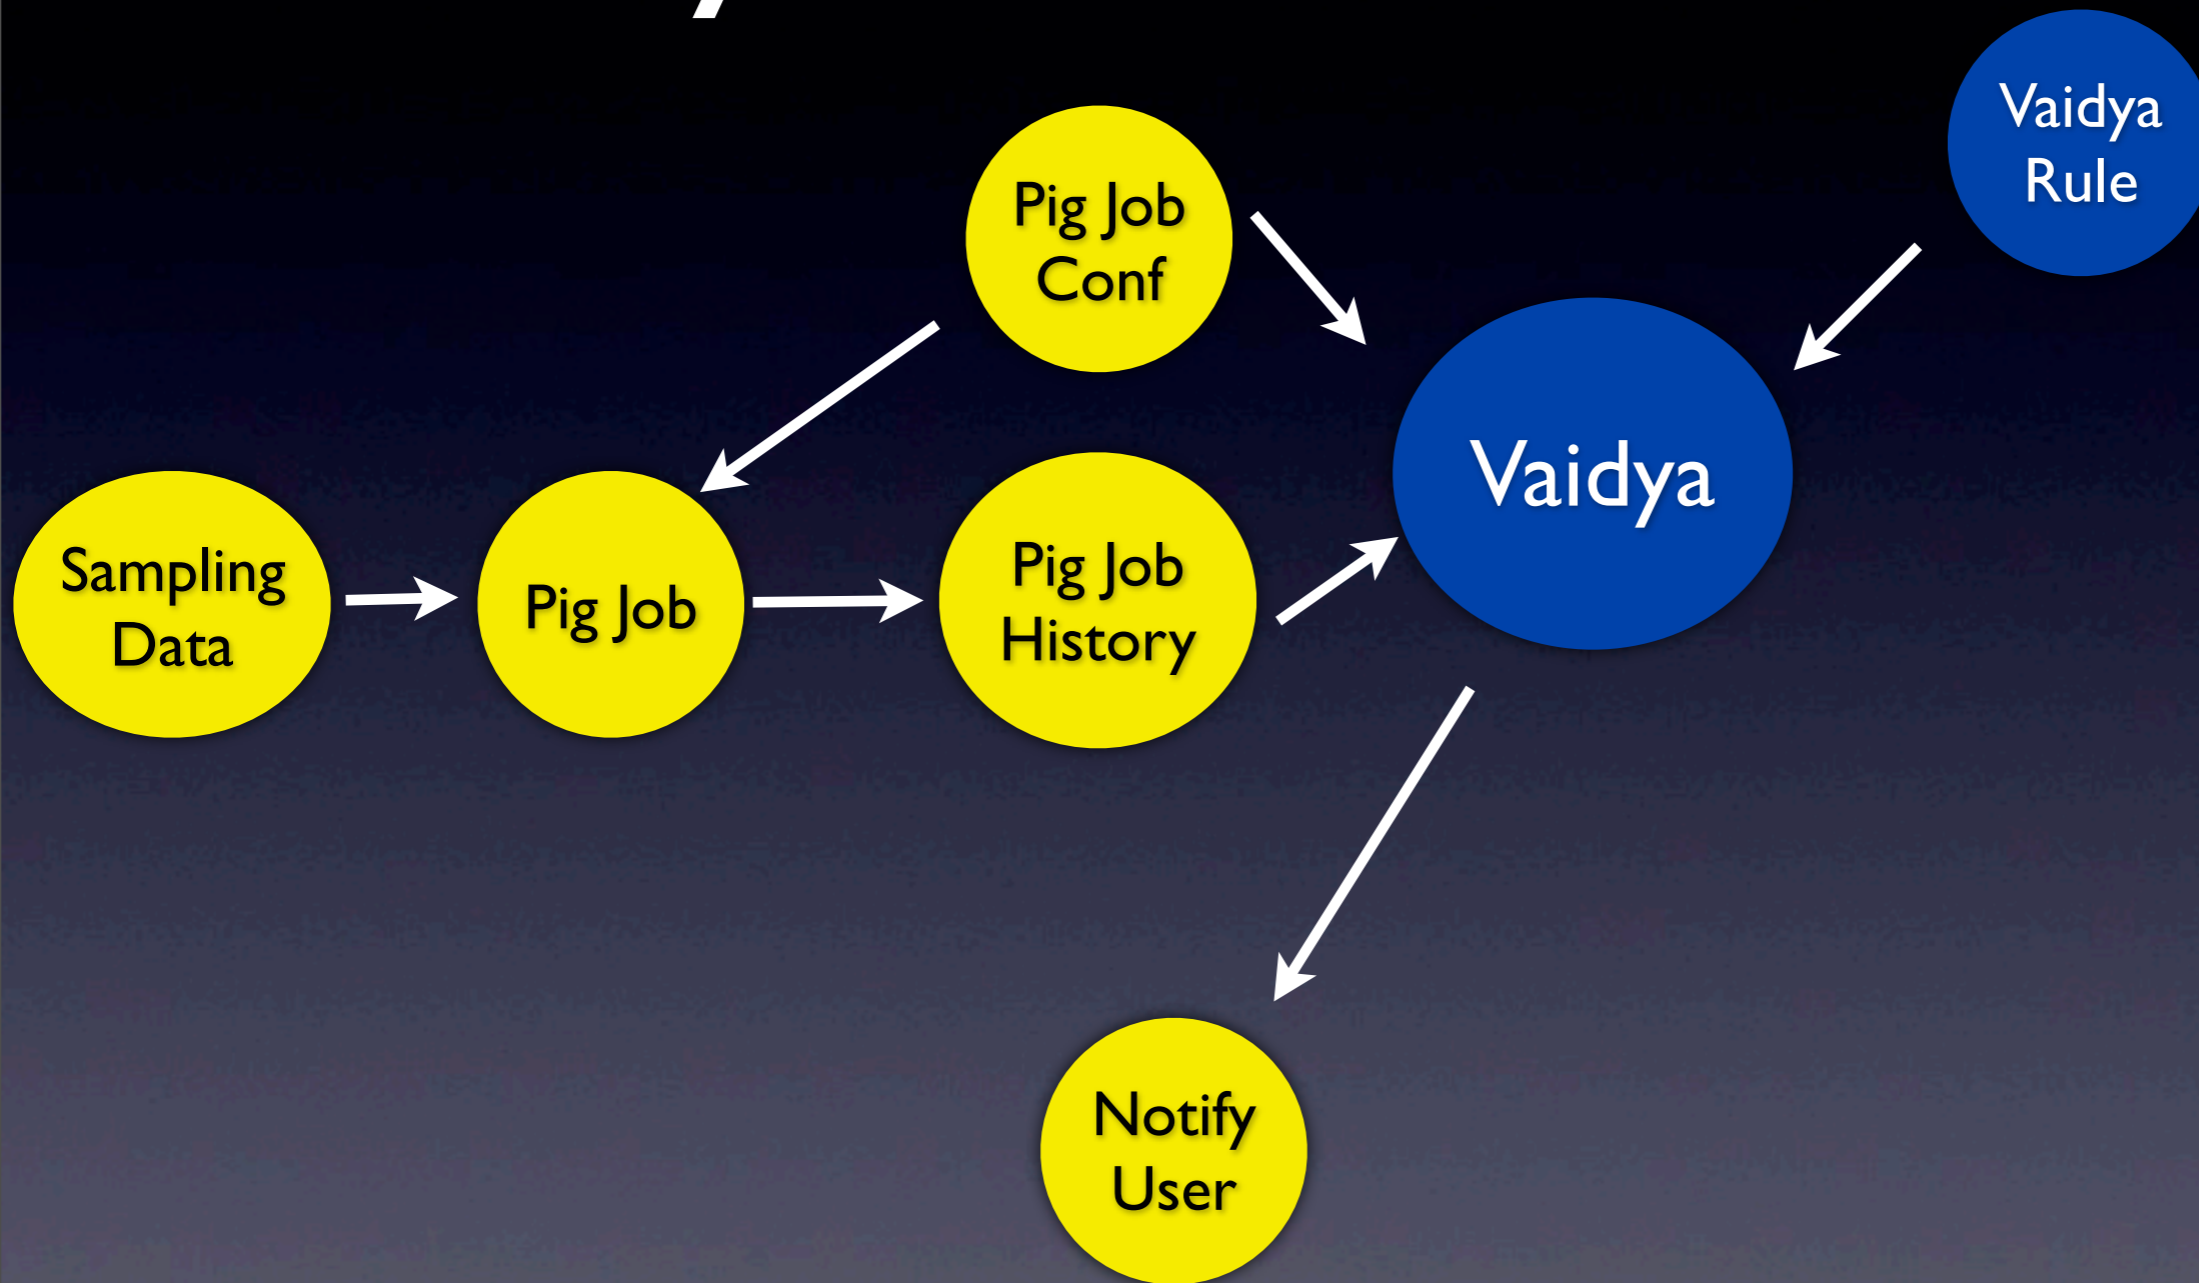 Vaidya
Rule
Pig Job
Conf
Vaidya
Sampling
Data
Pig Job
Pig Job
History
Notify
User